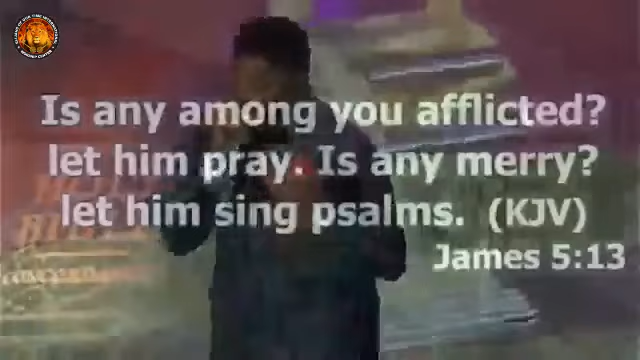 Is any among you afflicted?
let him pray. Is any merry?
let him sing psalms. (KJV)
James 5:13